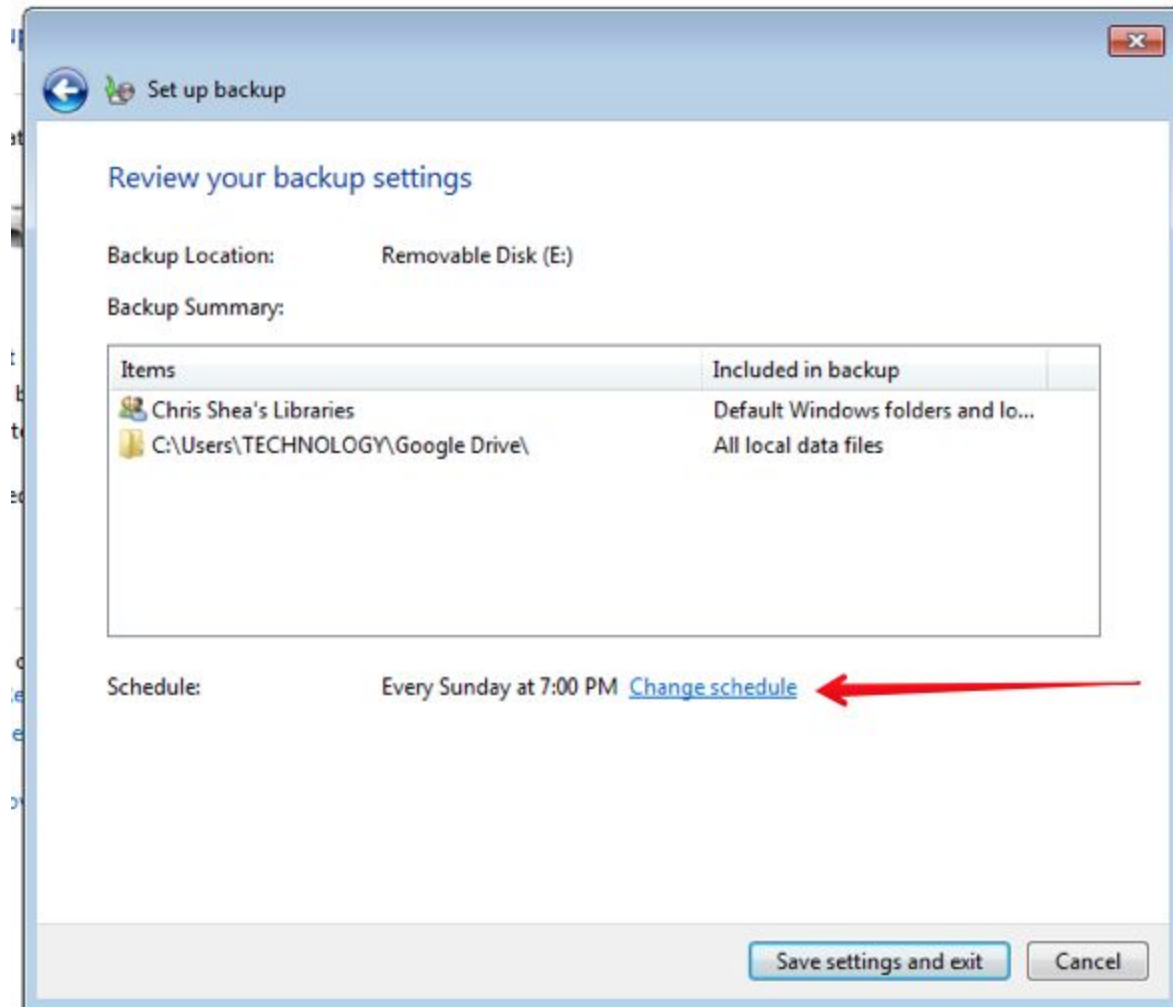 Set up backup
Review your backup settings
Backup Location: Removable Disk (E:)
Backup Summary:
Items Included in backup
Chris Shea's Libraries Default Windows folders and lo...
C:\Users\TECHNOLOGY\Google Drive\ All local data files
Schedule: Every Sunday at 7:00 PM Change schedule
Save settings and exit Cancel